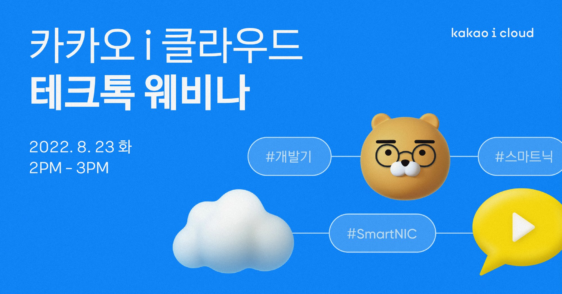 카카오 i 클라우드
테크톡 웨비나
kakao i cloud
2022. 8. 23 화
2PM - 3PM
#개발기
#스마트닉
#SmartNIC